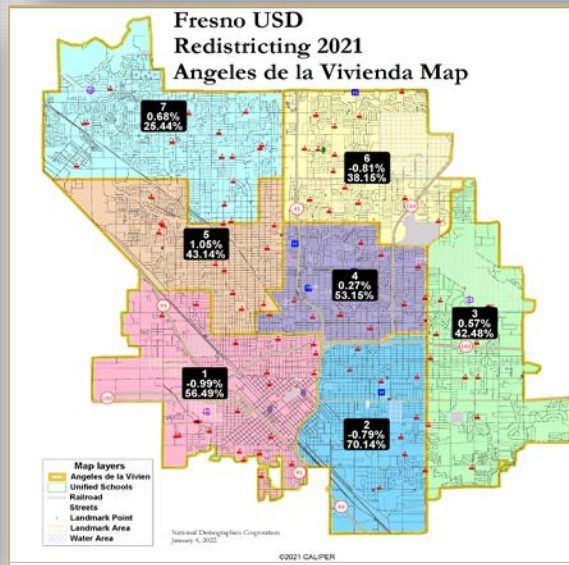 Fresno USD
Redistricting 2021
Angeles de la Vivienda Map
7
0.68%
25.44%
6
-0.81%
38.15%
5
1.05%
43.14%
4
0.27%
53.15%
3
0.57%
42.48%
1
-0.99%
56.49%
2
-0.79%
70.14%
41
99
41
Map layers
Angeles de la Vivien
Unified Schools
Railroad
Streets
Landmark Point
Landmark Area
Water Area
National Demographics Corporation
January 4, 2022
©2021 CALIPER